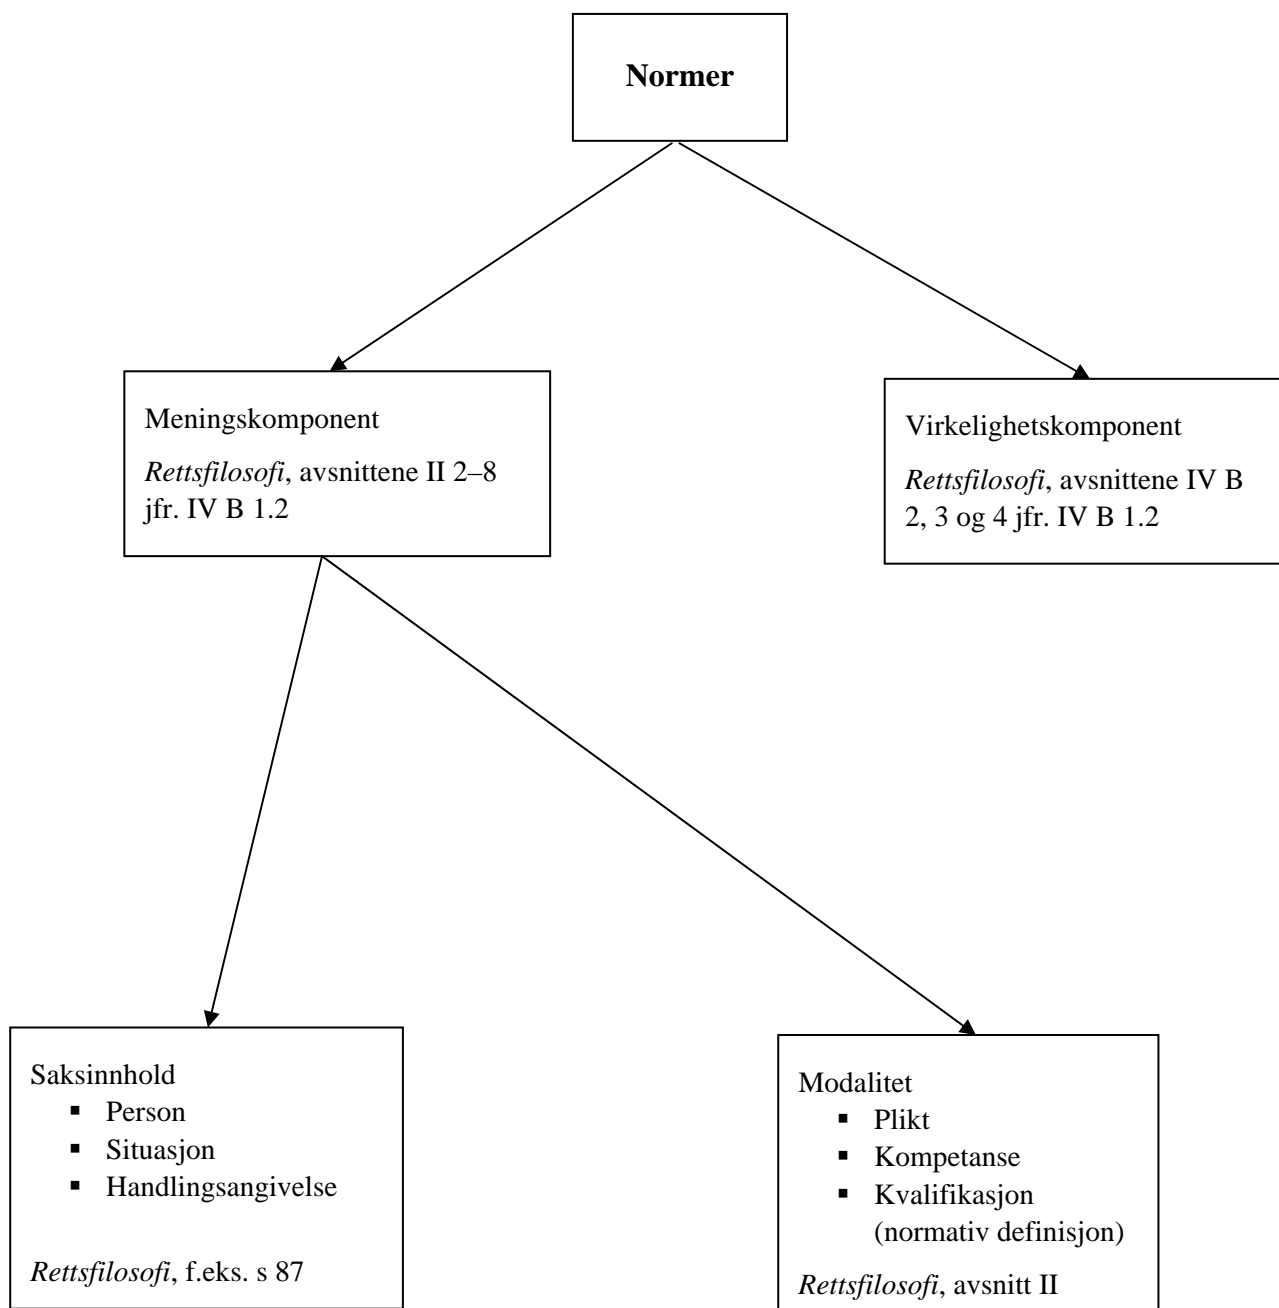 Normer
Meningskomponent
Rettsfilosofi, avsnittene II 2–8
jfr. IV B 1.2
Virkelighetskomponent
Rettsfilosofi, avsnittene IV B
2, 3 og 4 jfr. IV B 1.2
Saksinnhold
▪ Person
▪ Situasjon
▪ Handlingsangivelse
Rettsfilosofi, f.eks. s 87
Modalitet
▪ Plikt
▪ Kompetanse
▪ Kvalifikasjon
(normativ definisjon)
Rettsfilosofi, avsnitt II